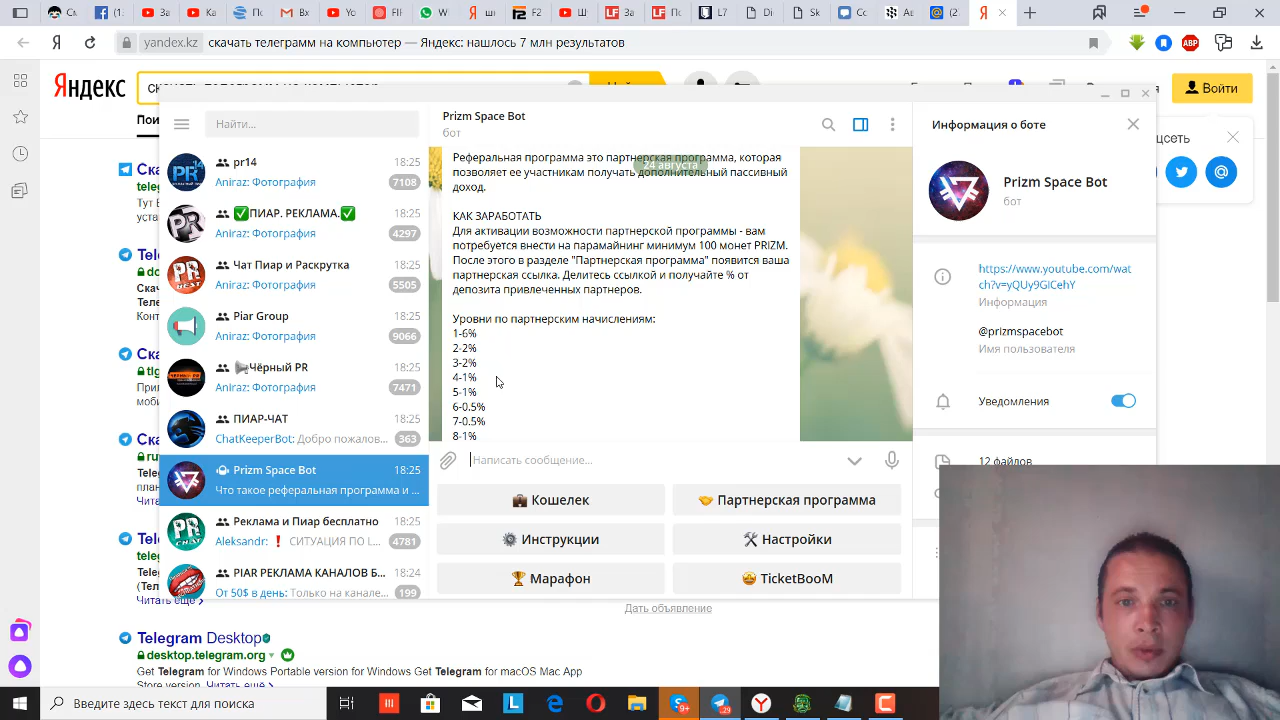 yandex.kz скачать телеграмм на компьютер — Яндекс: нашлось 7 млн результатов
Яндекс
Войти
Найти...
Prizm Space Bot
бот
Информация о боте
pr14
18:25
Aniraz: Фотография
7108
✅ПИАР. РЕКЛАМА.✅
18:25
Aniraz: Фотография
4297
Чат Пиар и Раскрутка
18:25
Aniraz: Фотография
5505
Piar Group
18:25
Aniraz: Фотография
9066
Чёрный PR
18:25
Aniraz: Фотография
7471
ПИАР-ЧАТ
18:25
ChatKeeperBot: Добро пожалов...
363
Prizm Space Bot
18:25
Что такое реферальная программа и ...
Реклама и Пиар бесплатно
18:25
Aleksandr: ❗ СИТУАЦИЯ ПО L...
4781
PIAR РЕКЛАМА КАНАЛОВ Б...
18:24
От 50$ в день: Только на канале...
199
24 августа
Реферальная программа это партнерская программа, которая
позволяет ее участникам получать дополнительный пассивный
доход.
КАК ЗАРАБОТАТЬ
Для активации возможности партнерской программы - вам
потребуется внести на парамайнинг минимум 100 монет PRIZM.
После этого в разделе "Партнерская программа" появится ваша
партнерская ссылка. Делитесь ссылкой и получайте % от
депозита привлеченных партнеров.
Уровни по партнерским начислениям:
1-6%
2-2%
3-2%
4-1%
5-1%
6-0.5%
7-0.5%
8-1%
Написать сообщение...
Кошелек
Партнерская программа
Инструкции
Настройки
Марафон
TicketBooM
Prizm Space Bot
бот
https://www.youtube.com/wat
ch?v=yQUy9GlCehY
Информация
@prizmspacebot
Имя пользователя
Уведомления
12 файлов
Дать объявление
Telegram Desktop
desktop.telegram.org
Get Telegram for Windows Portable version for Windows Get Telegram for macOS Mac App
Введите здесь текст для поиска